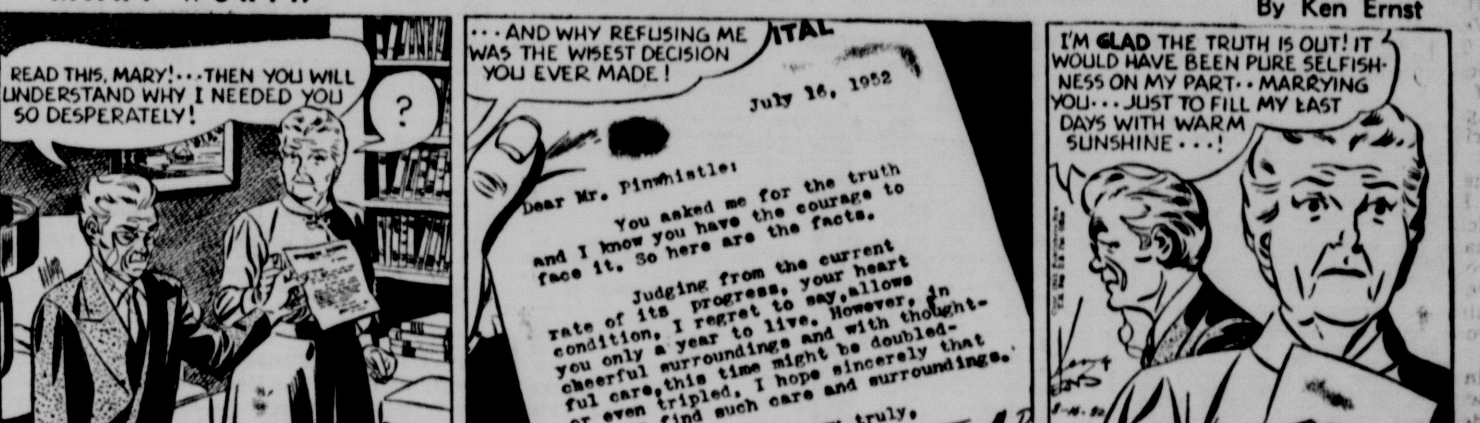 By Ken Ernst
READ THIS, MARY!...THEN YOU WILL
UNDERSTAND WHY I NEEDED YOU
SO DESPERATELY!
?
...AND WHY REFUSING ME
WAS THE WISEST DECISION
YOU EVER MADE!
ITAL
July 16, 1952
Dear Mr. Pinwhistle:
You asked me for the truth
and I know you have the courage to
face it. So here are the facts.
Judging from the current
rate of its progress, your heart
condition, I regret to say,allows
you only a year to live. However, in
cheerful surroundings and with thought-
ful care,this time might be doubled-
or even tripled. I hope sincerely that
find such care and surroundings.
truly,
I'M GLAD THE TRUTH IS OUT! IT
WOULD HAVE BEEN PURE SELFISH-
NESS ON MY PART..MARRYING
YOU...JUST TO FILL MY LAST
DAYS WITH WARM
SUNSHINE...!